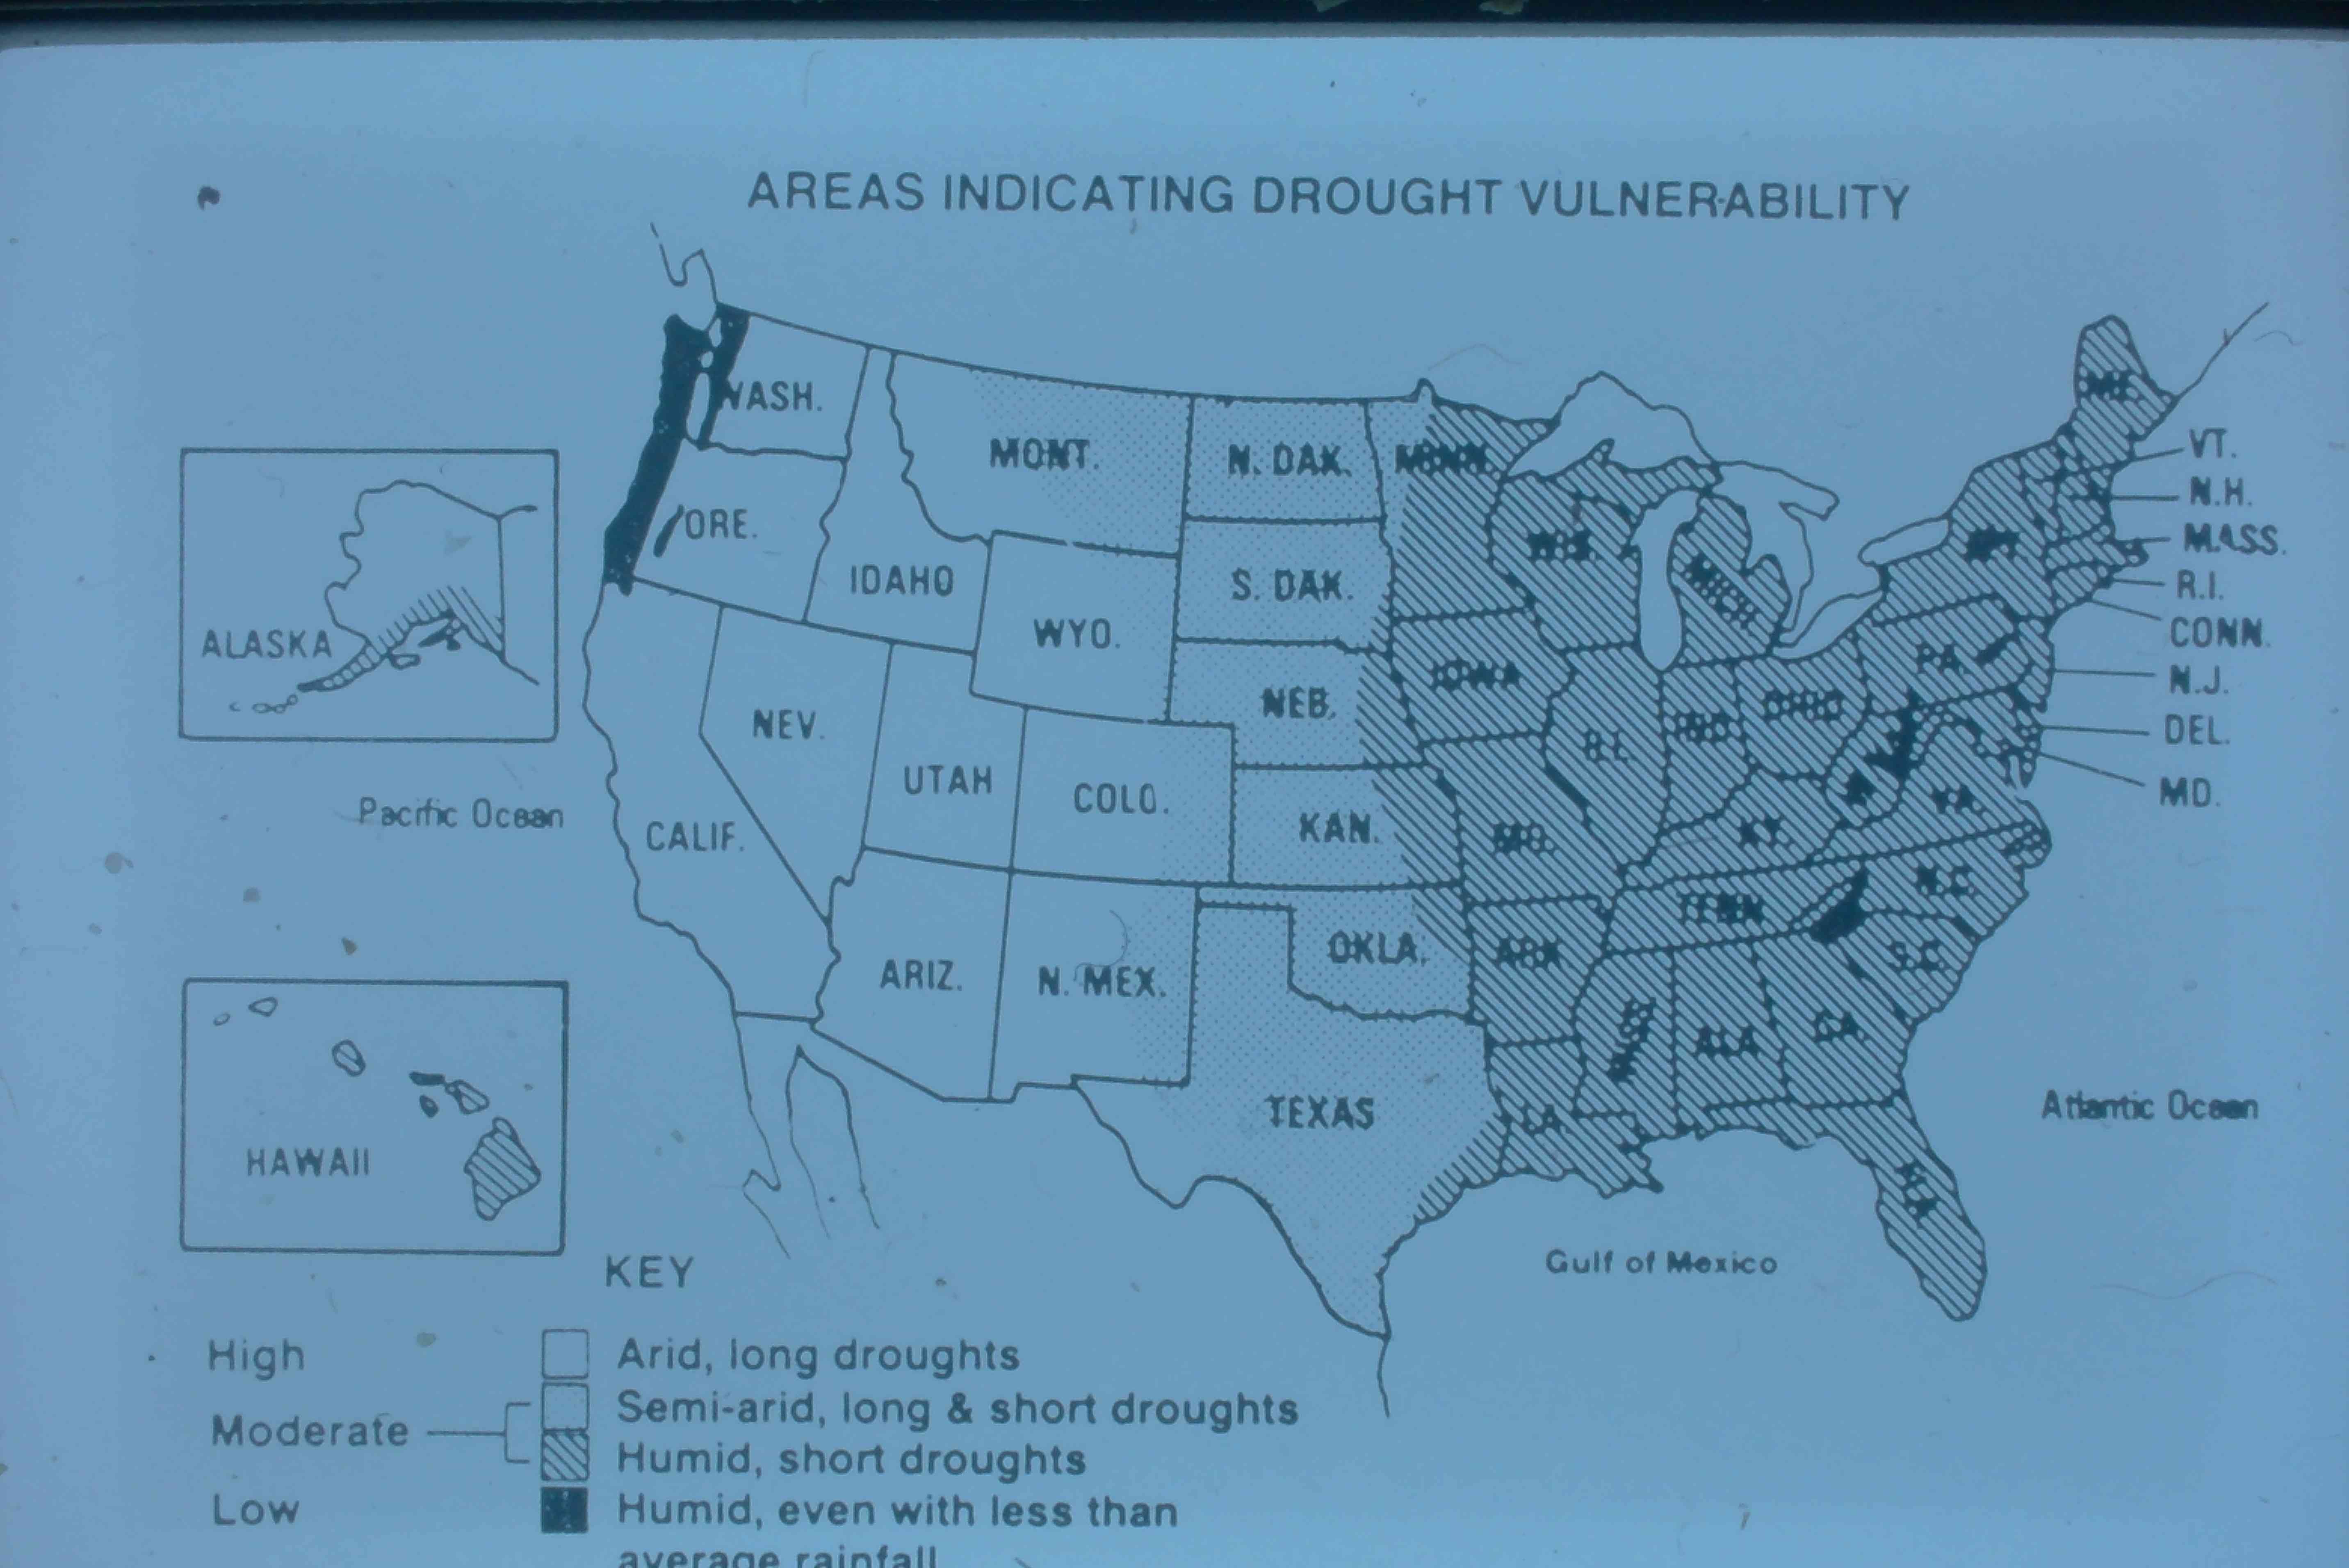 AREAS INDICATING DROUGHT VULNERABILITY
WASH.
MONT.
N. DAK.
MINN.
ME.
VT.
N.H.
MASS.
R.I.
CONN.
N.J.
DEL.
MD.
ORE.
IDAHO
WYO.
S. DAK.
WIS.
MICH.
N.Y.
PA.
ALASKA
NEV.
UTAH
COLO.
NEB.
IOWA
ILL.
IND.
OHIO
VA.
Pacific Ocean
CALIF.
KAN.
MO.
KY.
ARIZ.
N. MEX.
OKLA.
ARK.
TENN.
N.C.
S.C.
MISS.
ALA.
GA.
HAWAII
TEXAS
LA.
FLA.
Atlantic Ocean
Gulf of Mexico
KEY
High
Arid, long droughts
Moderate
Semi-arid, long & short droughts
Humid, short droughts
Low
Humid, even with less than
average rainfall